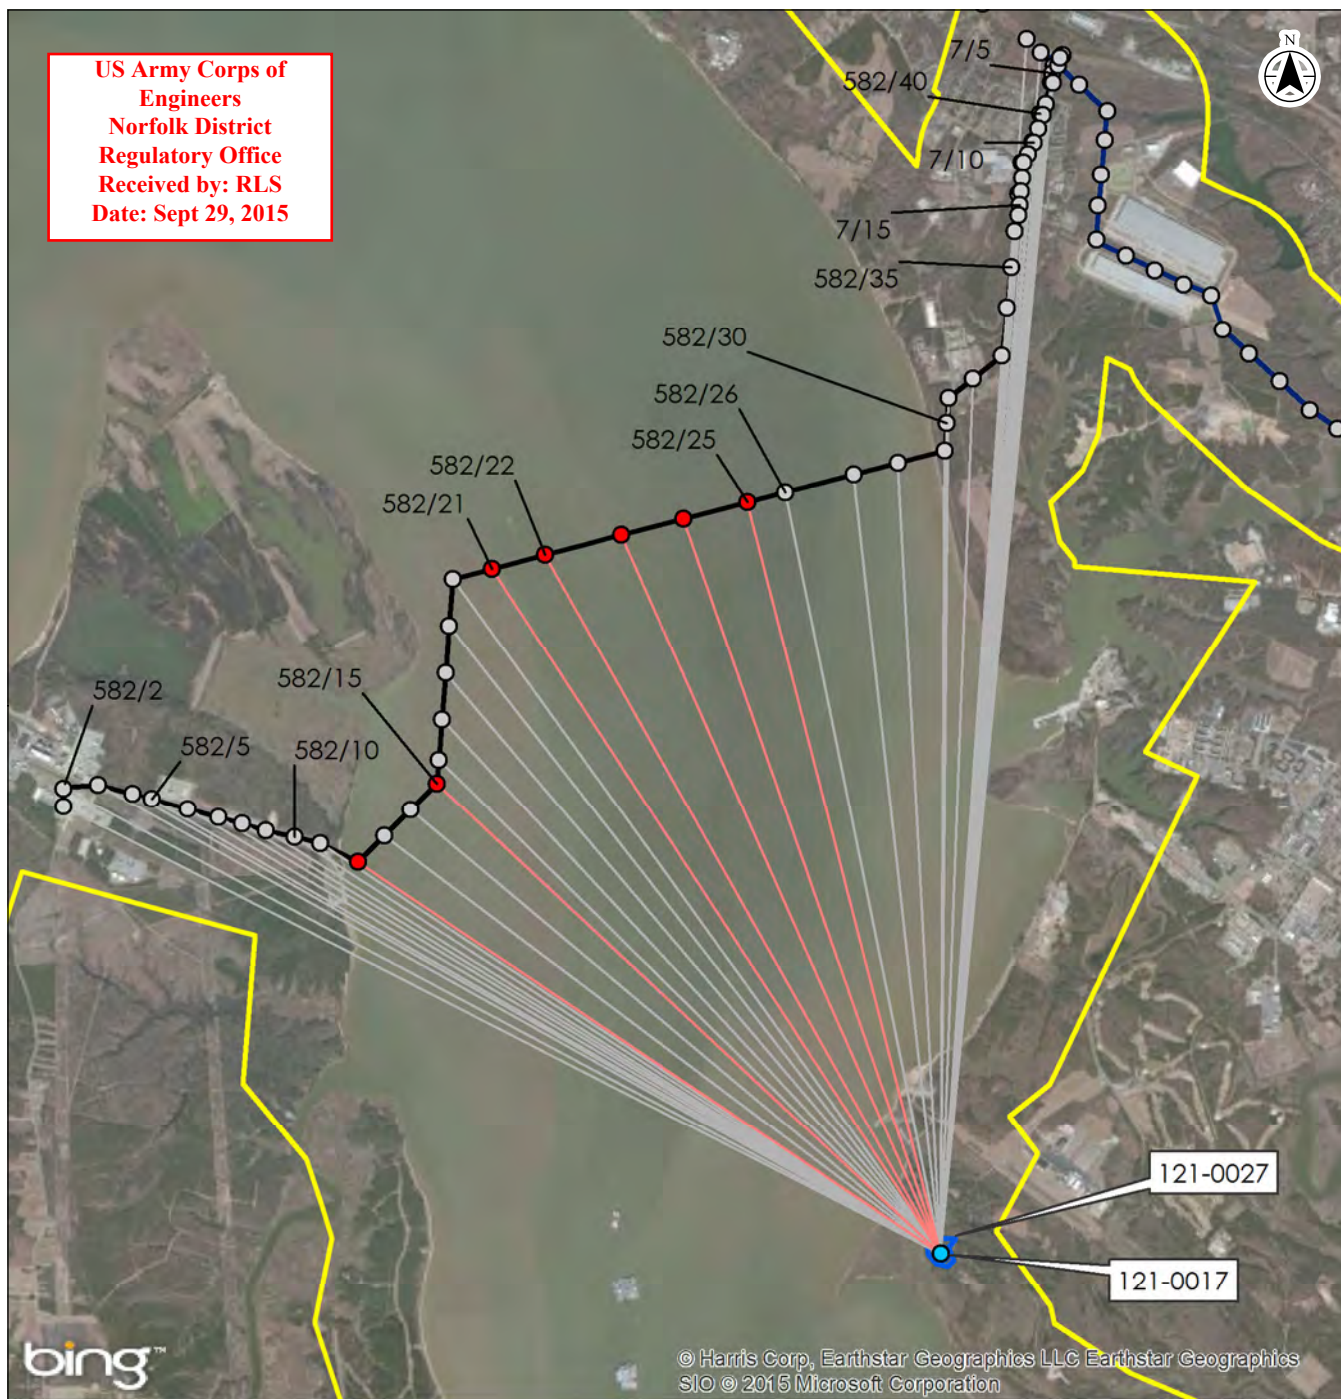 US Army Corps of
Engineers
Norfolk District
Regulatory Office
Received by: RLS
Date: Sept 29, 2015
N
7/5
582/40
7/10
7/15
582/35
582/30
582/26
582/25
582/22
582/21
582/15
582/2
582/5
582/10
121-0027
121-0017
bing™
© Harris Corp, Earthstar Geographics LLC Earthstar Geographics
SIO © 2015 Microsoft Corporation